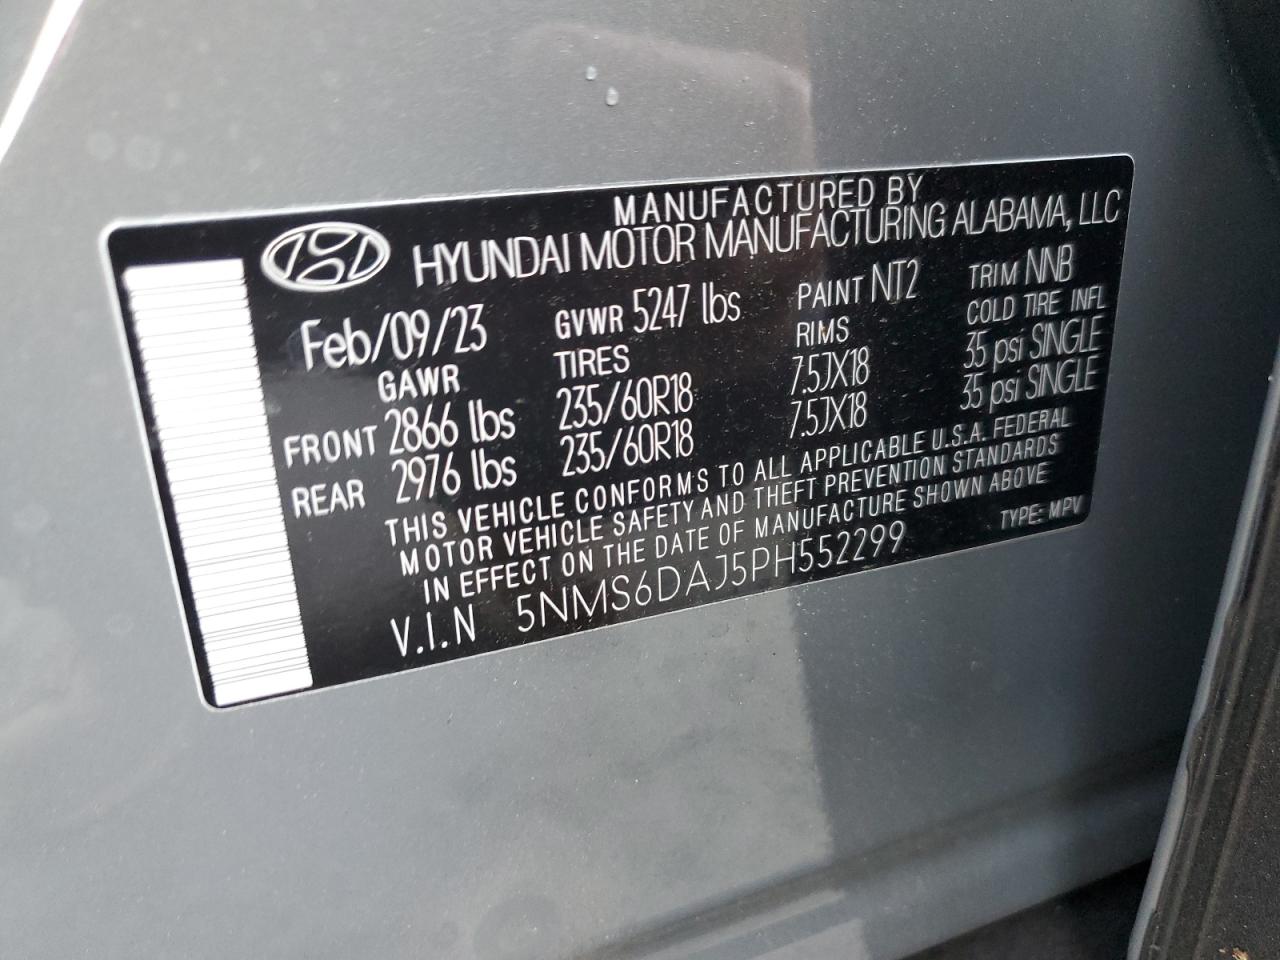 MANUFACTURED BY
HYUNDAI MOTOR MANUFACTURING ALABAMA, LLC
Feb/09/23 GVWR 5247 lbs PAINT NT2 TRIM NNB
GAWR TIRES RIMS COLD TIRE INFL
FRONT 2866 lbs 235/60R18 7.5JX18 35 psi SINGLE
REAR 2976 lbs 235/60R18 7.5JX18 35 psi SINGLE
THIS VEHICLE CONFORMS TO ALL APPLICABLE U.S.A. FEDERAL
MOTOR VEHICLE SAFETY AND THEFT PREVENTION STANDARDS
IN EFFECT ON THE DATE OF MANUFACTURE SHOWN ABOVE
V.I.N 5NMS6DAJ5PH552299 TYPE: MPV